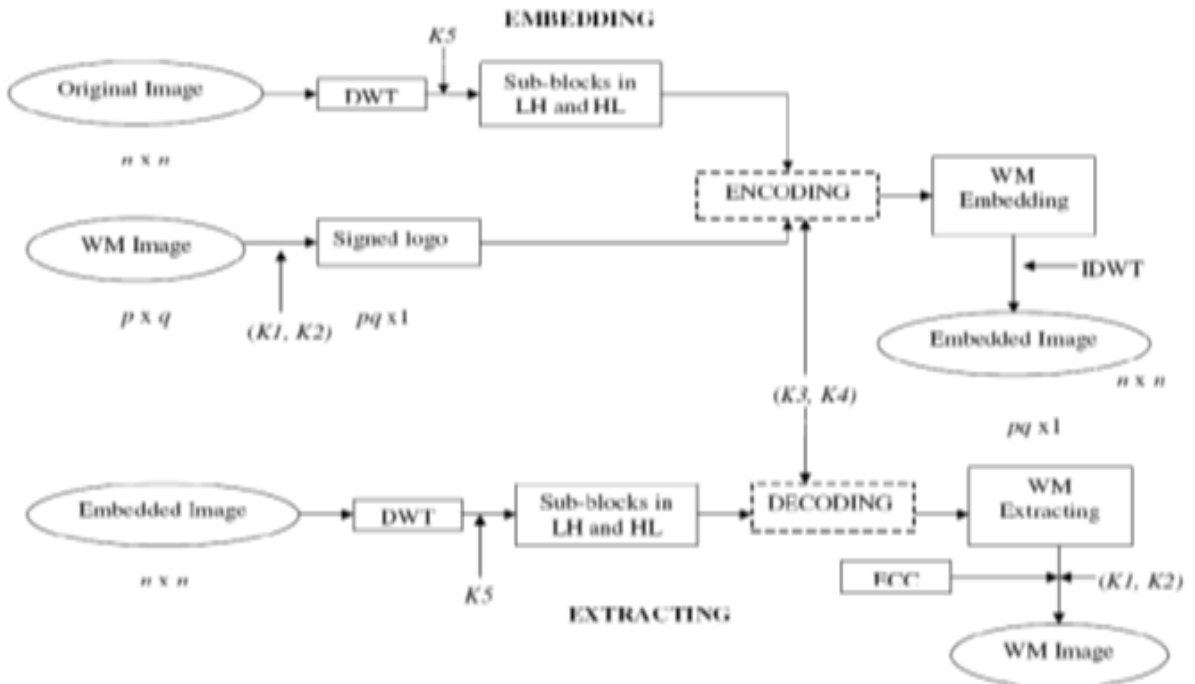 EMBEDDING
K5
Original Image
DWT
Sub-blocks in
LH and HL
n x n
ENCODING
WM
Embedding
WM Image
Signed logo
IDWT
p x q
(K1, K2)
pq x1
Embedded Image
n x n
(K3, K4)
pq x1
Embedded Image
DWT
Sub-blocks in
LH and HL
DECODING
WM
Extracting
n x n
K5
ECC
(K1, K2)
EXTRACTING
WM Image